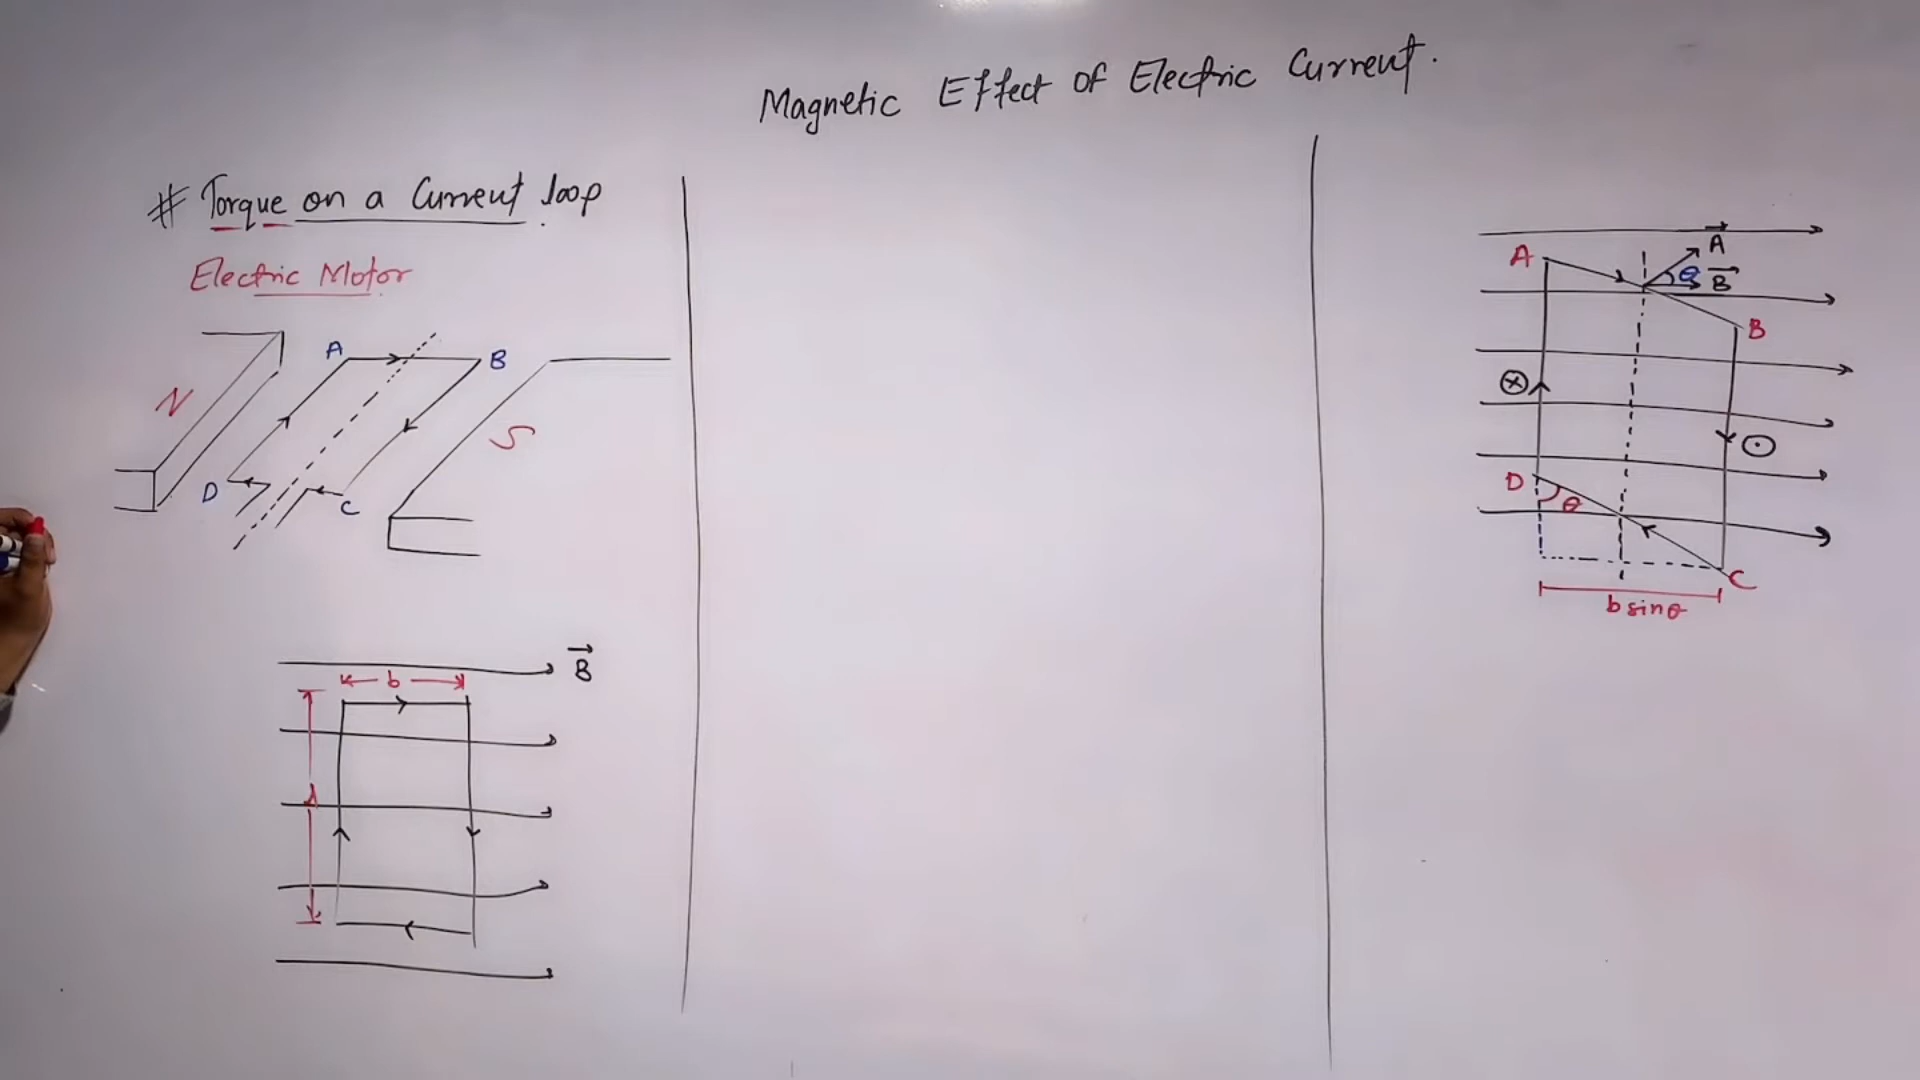 Magnetic Effect of Electric Current.
# Torque on a Current loop
Electric Motor
N
A
B
S
D
C
B
b
l
A
A
θ
B
B
⊗
⊙
D
θ
C
b sinθ